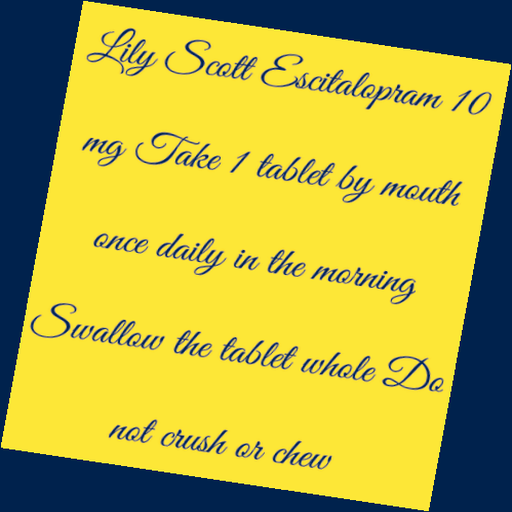 Lily Scott Escitalopram 10
mg Take 1 tablet by mouth
once daily in the morning
Swallow the tablet whole Do
not crush or chew